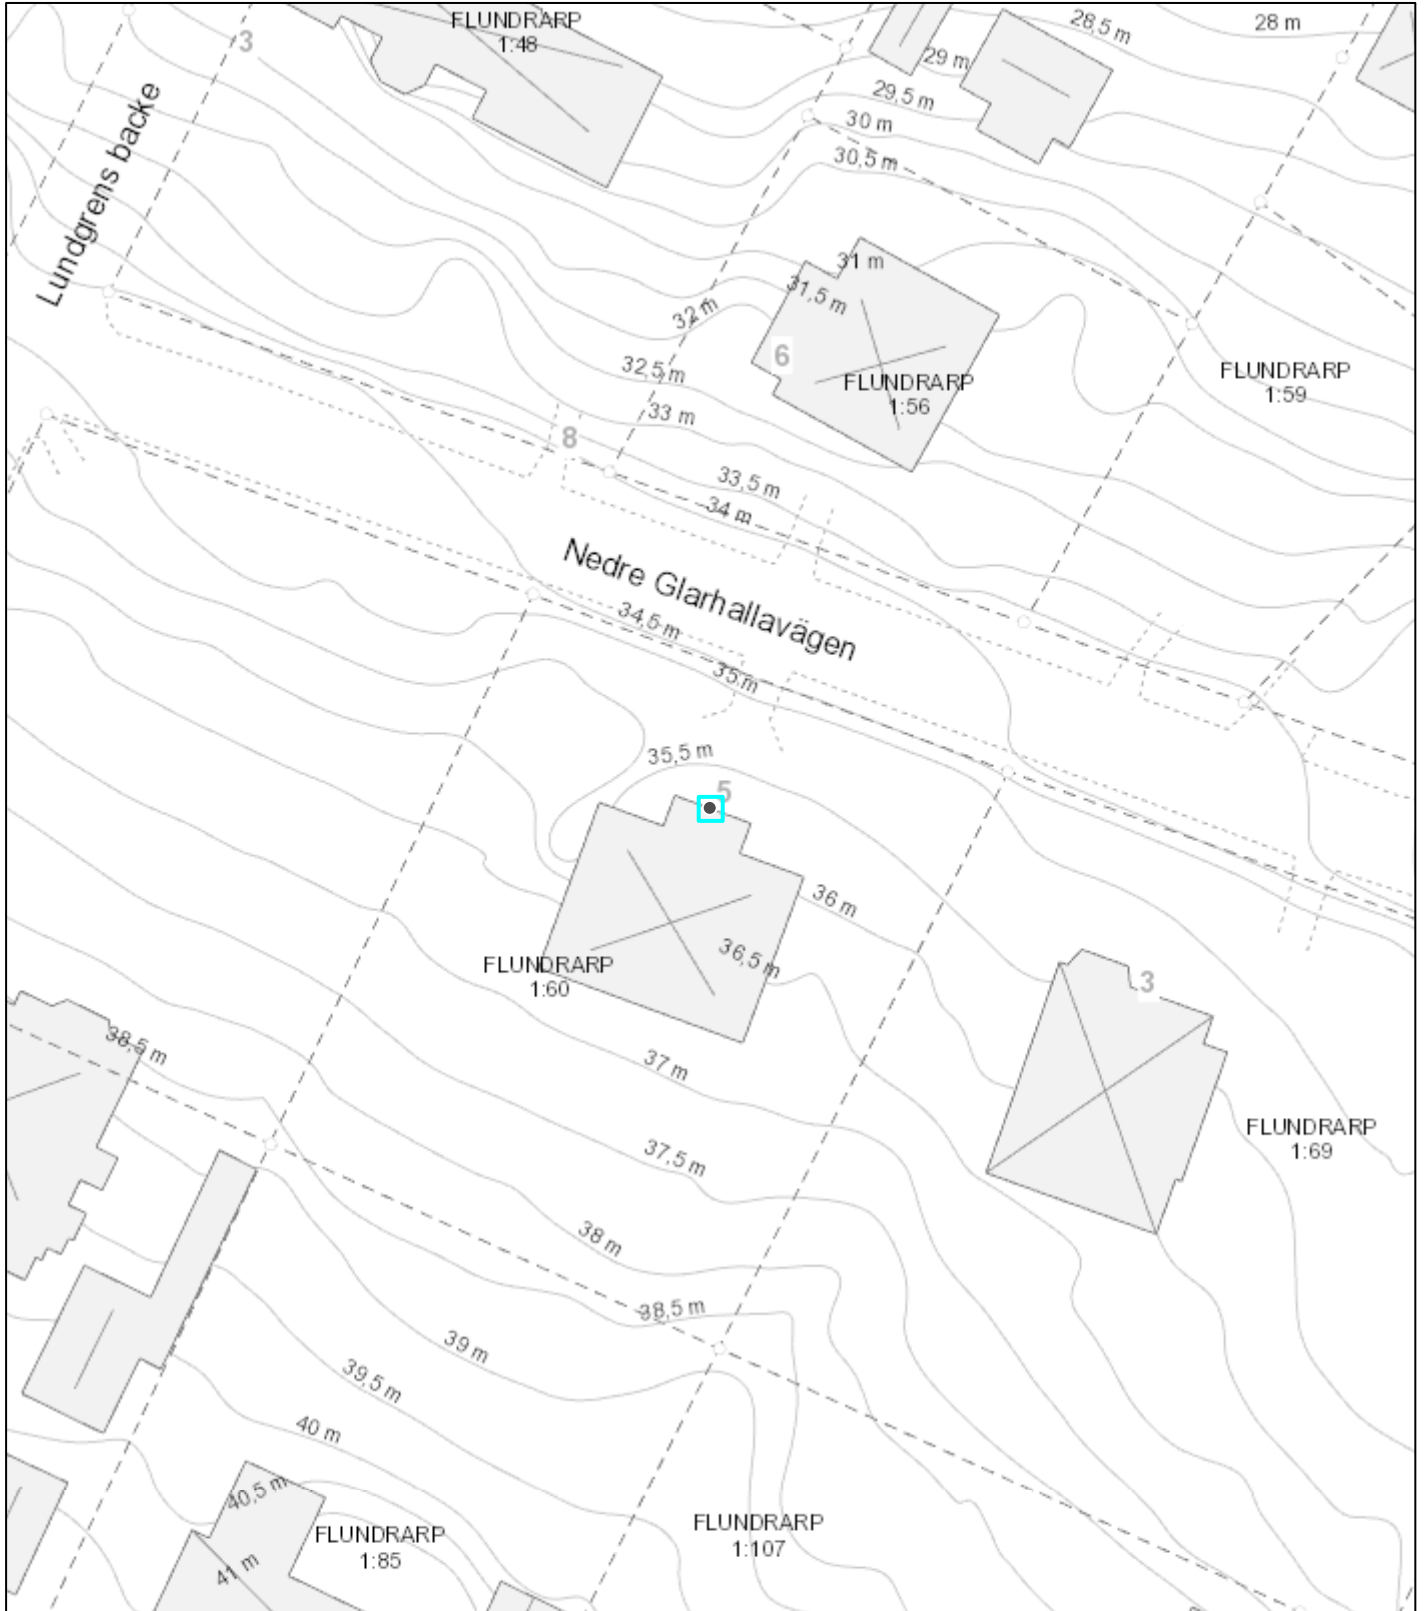 FLUNDRARP
1:48
28,5 m
28 m
3
29 m
29,5 m
30 m
30,5 m
Lundgrens backe
31 m
31,5 m
32 m
6
32,5 m
FLUNDRARP
1:56
FLUNDRARP
1:59
33 m
8
33,5 m
34 m
Nedre Glarhallavägen
34,5 m
35 m
35,5 m
5
36 m
36,5 m
FLUNDRARP
1:60
3
38,5 m
37 m
FLUNDRARP
1:69
37,5 m
38 m
38,5 m
39 m
39,5 m
40 m
40,5 m
FLUNDRARP
1:85
41 m
FLUNDRARP
1:107